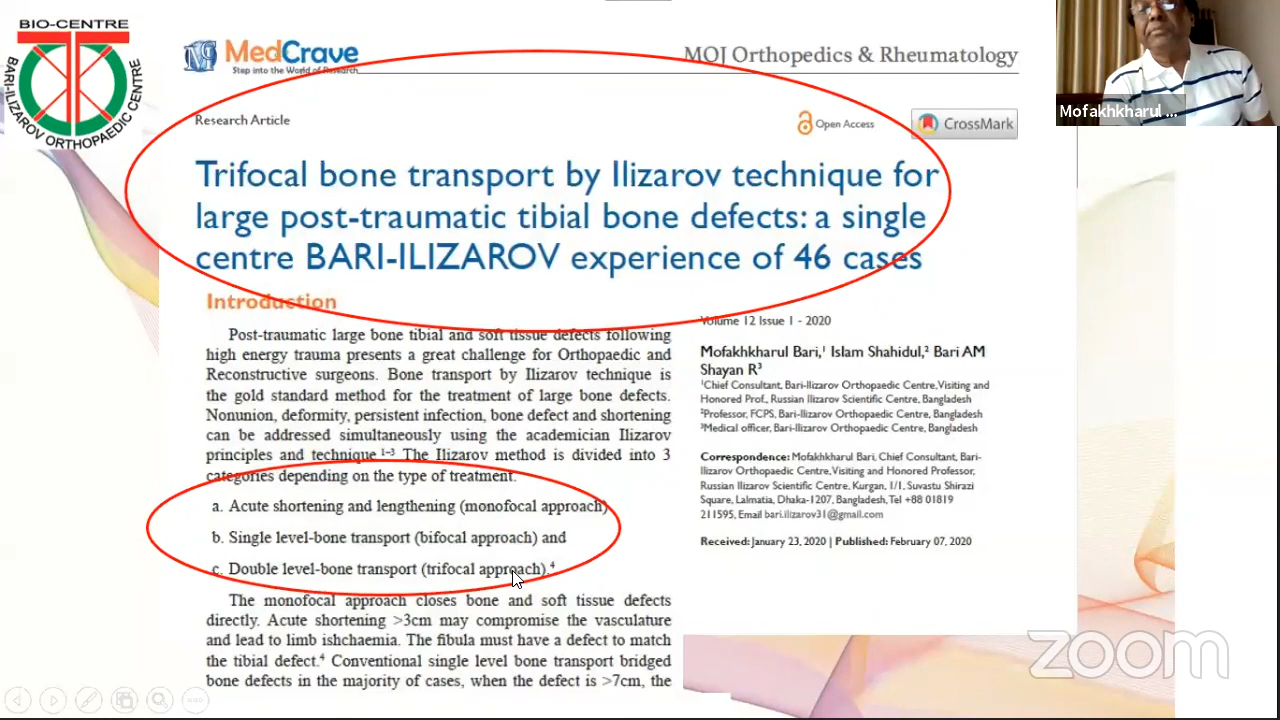 BIO-CENTRE
BARI-ILIZAROV ORTHOPAEDIC CENTRE
MedCrave
Step into the World of Research
MOJ Orthopedics & Rheumatology
Mofakhkharul ...
Research Article
Open Access
CrossMark
Trifocal bone transport by Ilizarov technique for
large post-traumatic tibial bone defects: a single
centre BARI-ILIZAROV experience of 46 cases
Introduction
Post-traumatic large bone tibial and soft tissue defects following
high energy trauma presents a great challenge for Orthopaedic and
Reconstructive surgeons. Bone transport by Ilizarov technique is
the gold standard method for the treatment of large bone defects.
Nonunion, deformity, persistent infection, bone defect and shortening
can be addressed simultaneously using the academician Ilizarov
principles and technique.1–3 The Ilizarov method is divided into 3
categories depending on the type of treatment.
a. Acute shortening and lengthening (monofocal approach)
b. Single level-bone transport (bifocal approach) and
c. Double level-bone transport (trifocal approach).4
The monofocal approach closes bone and soft tissue defects
directly. Acute shortening >3cm may compromise the vasculature
and lead to limb ishchaemia. The fibula must have a defect to match
the tibial defect.4 Conventional single level bone transport bridged
bone defects in the majority of cases, when the defect is >7cm, the
Volume 12 Issue 1 - 2020
Mofakhkharul Bari,1 Islam Shahidul,2 Bari AM
Shayan R3
1Chief Consultant, Bari-Ilizarov Orthopaedic Centre, Visiting and
Honored Prof., Russian Ilizarov Scientific Centre, Bangladesh
2Professor, FCPS, Bari-Ilizarov Orthopaedic Centre, Bangladesh
3Medical officer, Bari-Ilizarov Orthopaedic Centre, Bangladesh
Correspondence: Mofakhkharul Bari, Chief Consultant, Bari-
Ilizarov Orthopaedic Centre, Visiting and Honored Professor,
Russian Ilizarov Scientific Centre, Kurgan, 1/1, Suvastu Shirazi
Square, Lalmatia, Dhaka-1207, Bangladesh, Tel +88 01819
211595, Email bari.ilizarov31@gmail.com
Received: January 23, 2020 | Published: February 07, 2020
zoom